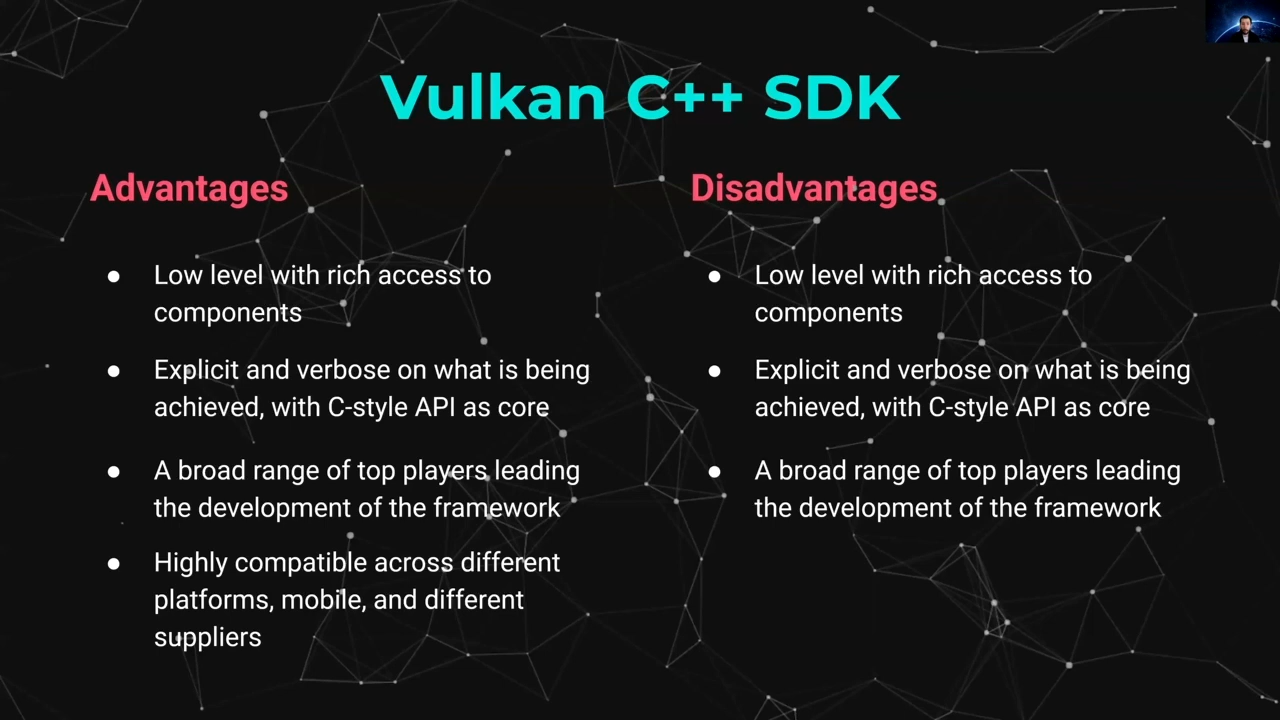 Vulkan C++ SDK
Advantages
● Low level with rich access to
components
● Explicit and verbose on what is being
achieved, with C-style API as core
● A broad range of top players leading
the development of the framework
● Highly compatible across different
platforms, mobile, and different
suppliers
Disadvantages
● Low level with rich access to
components
● Explicit and verbose on what is being
achieved, with C-style API as core
● A broad range of top players leading
the development of the framework